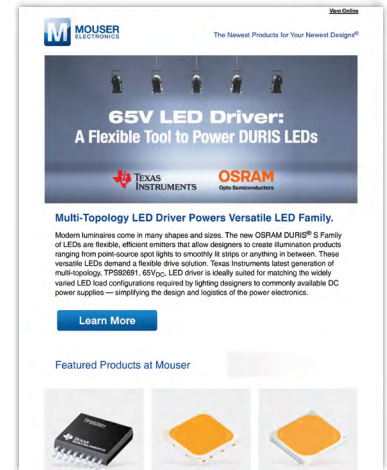 View Online
MOUSER
ELECTRONICS
The Newest Products for Your Newest Designs®
65V LED Driver:
A Flexible Tool to Power DURIS LEDs
TEXAS
INSTRUMENTS
OSRAM
Opto Semiconductors
Multi-Topology LED Driver Powers Versatile LED Family.
Modern luminaires come in many shapes and sizes. The new OSRAM DURIS® S Family
of LEDs are flexible, efficient emitters that allow designers to create illumination products
ranging from point-source spot lights to smoothly lit strips or anything in between. These
versatile LEDs demand a flexible drive solution. Texas Instruments latest generation of
multi-topology, TPS92691, 65VDC, LED driver is ideally suited for matching the widely
varied LED load configurations required by lighting designers to commonly available DC
power supplies — simplifying the design and logistics of the power electronics.
Learn More
Featured Products at Mouser
TPS92691
TEXAS
INSTRUMENTS